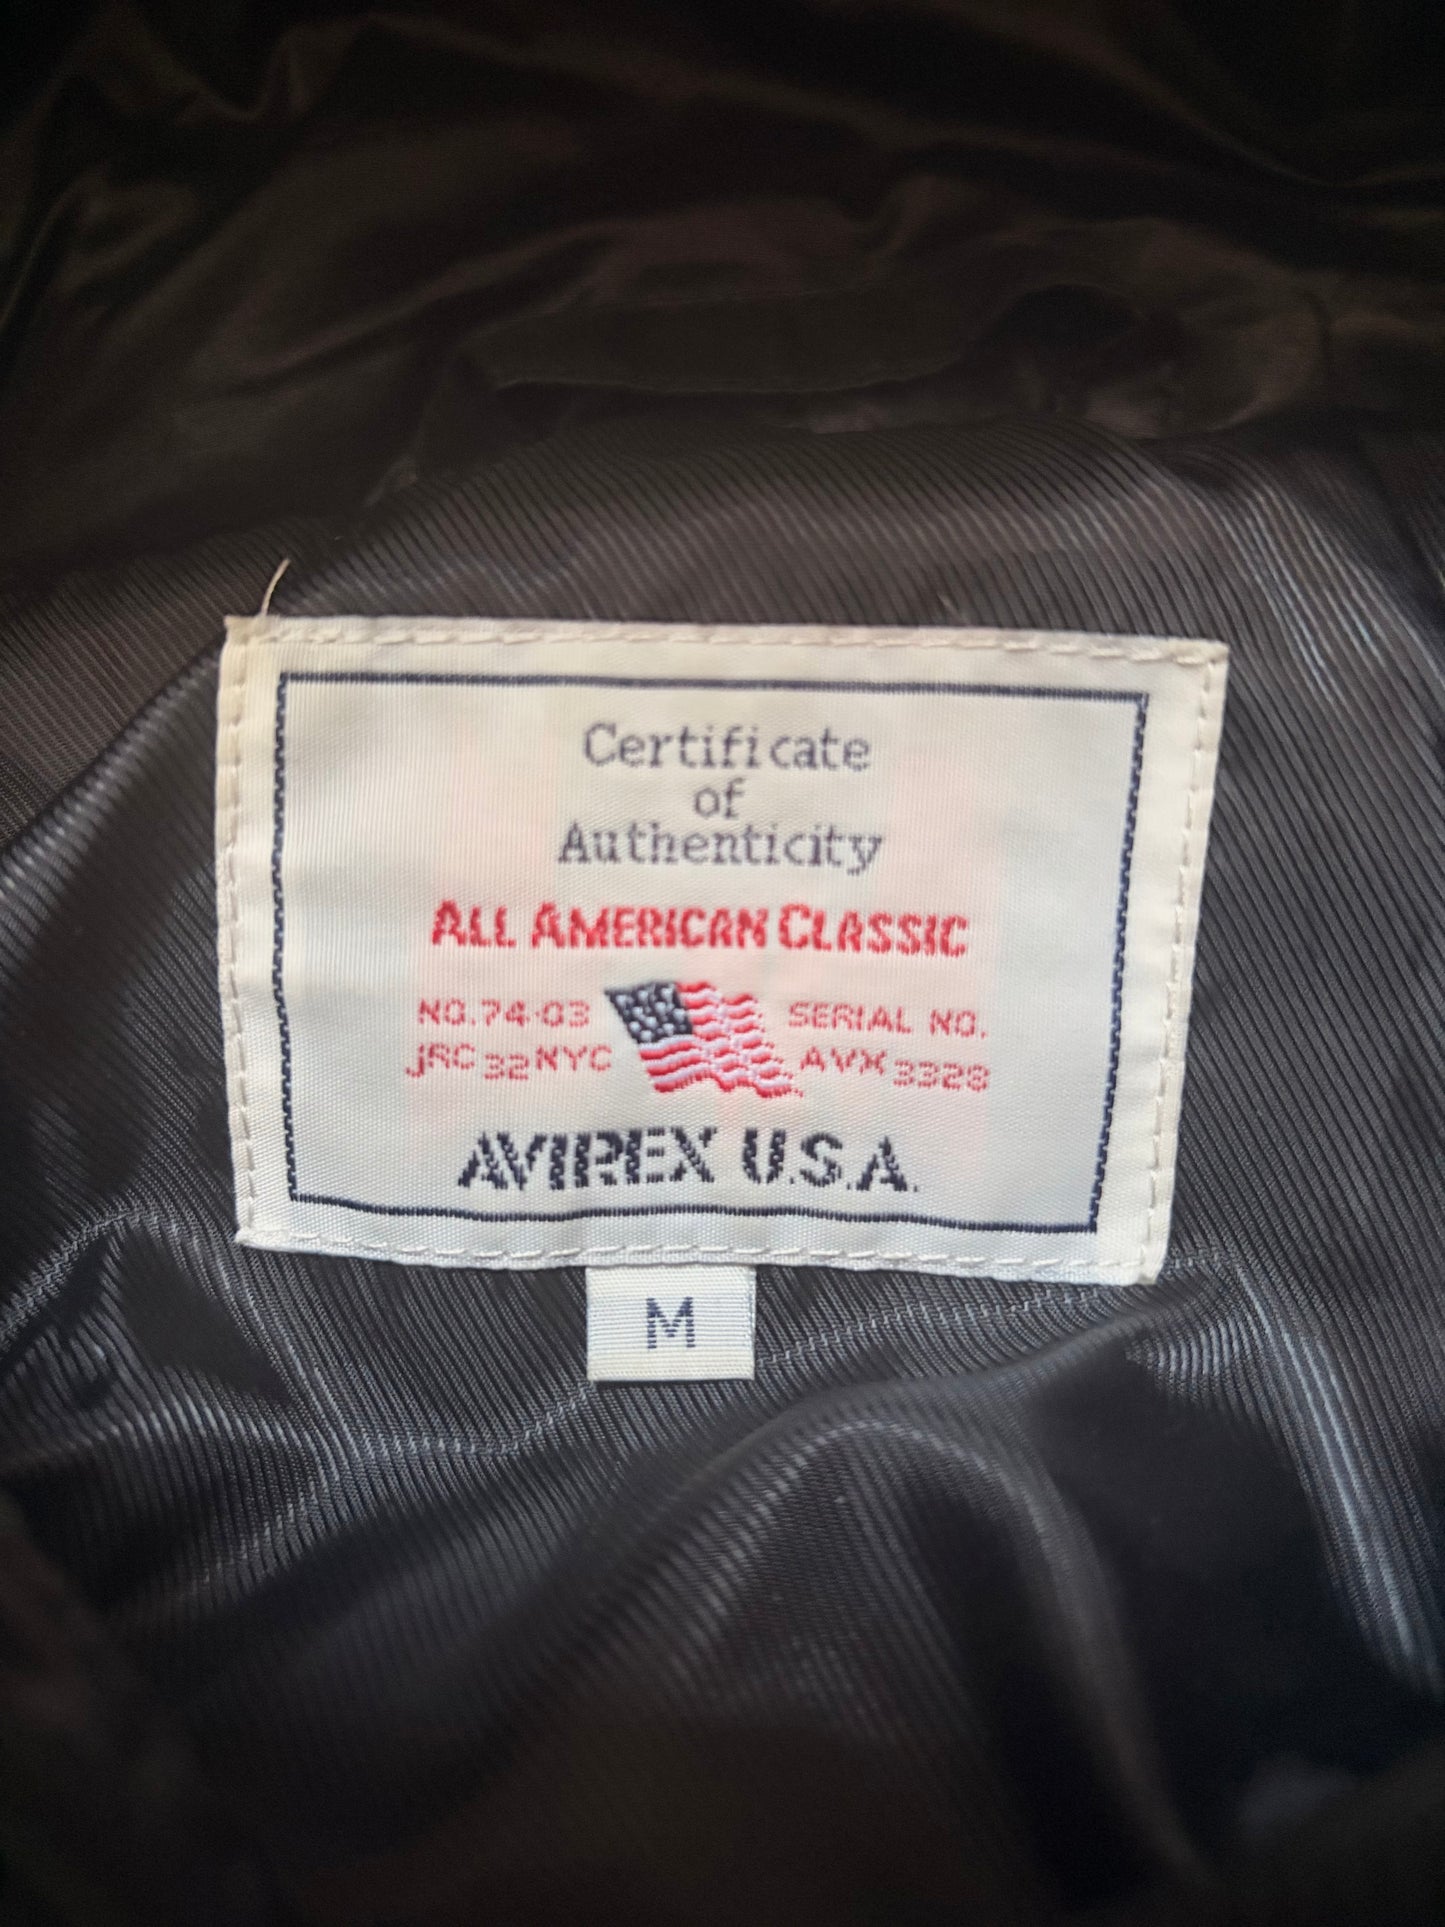 Certificate
of
Authenticity
ALL AMERICAN CLASSIC
NO.74-03 SERIAL NO.
JRC 32 NYC AVX 3328
AVIREX U.S.A.
M